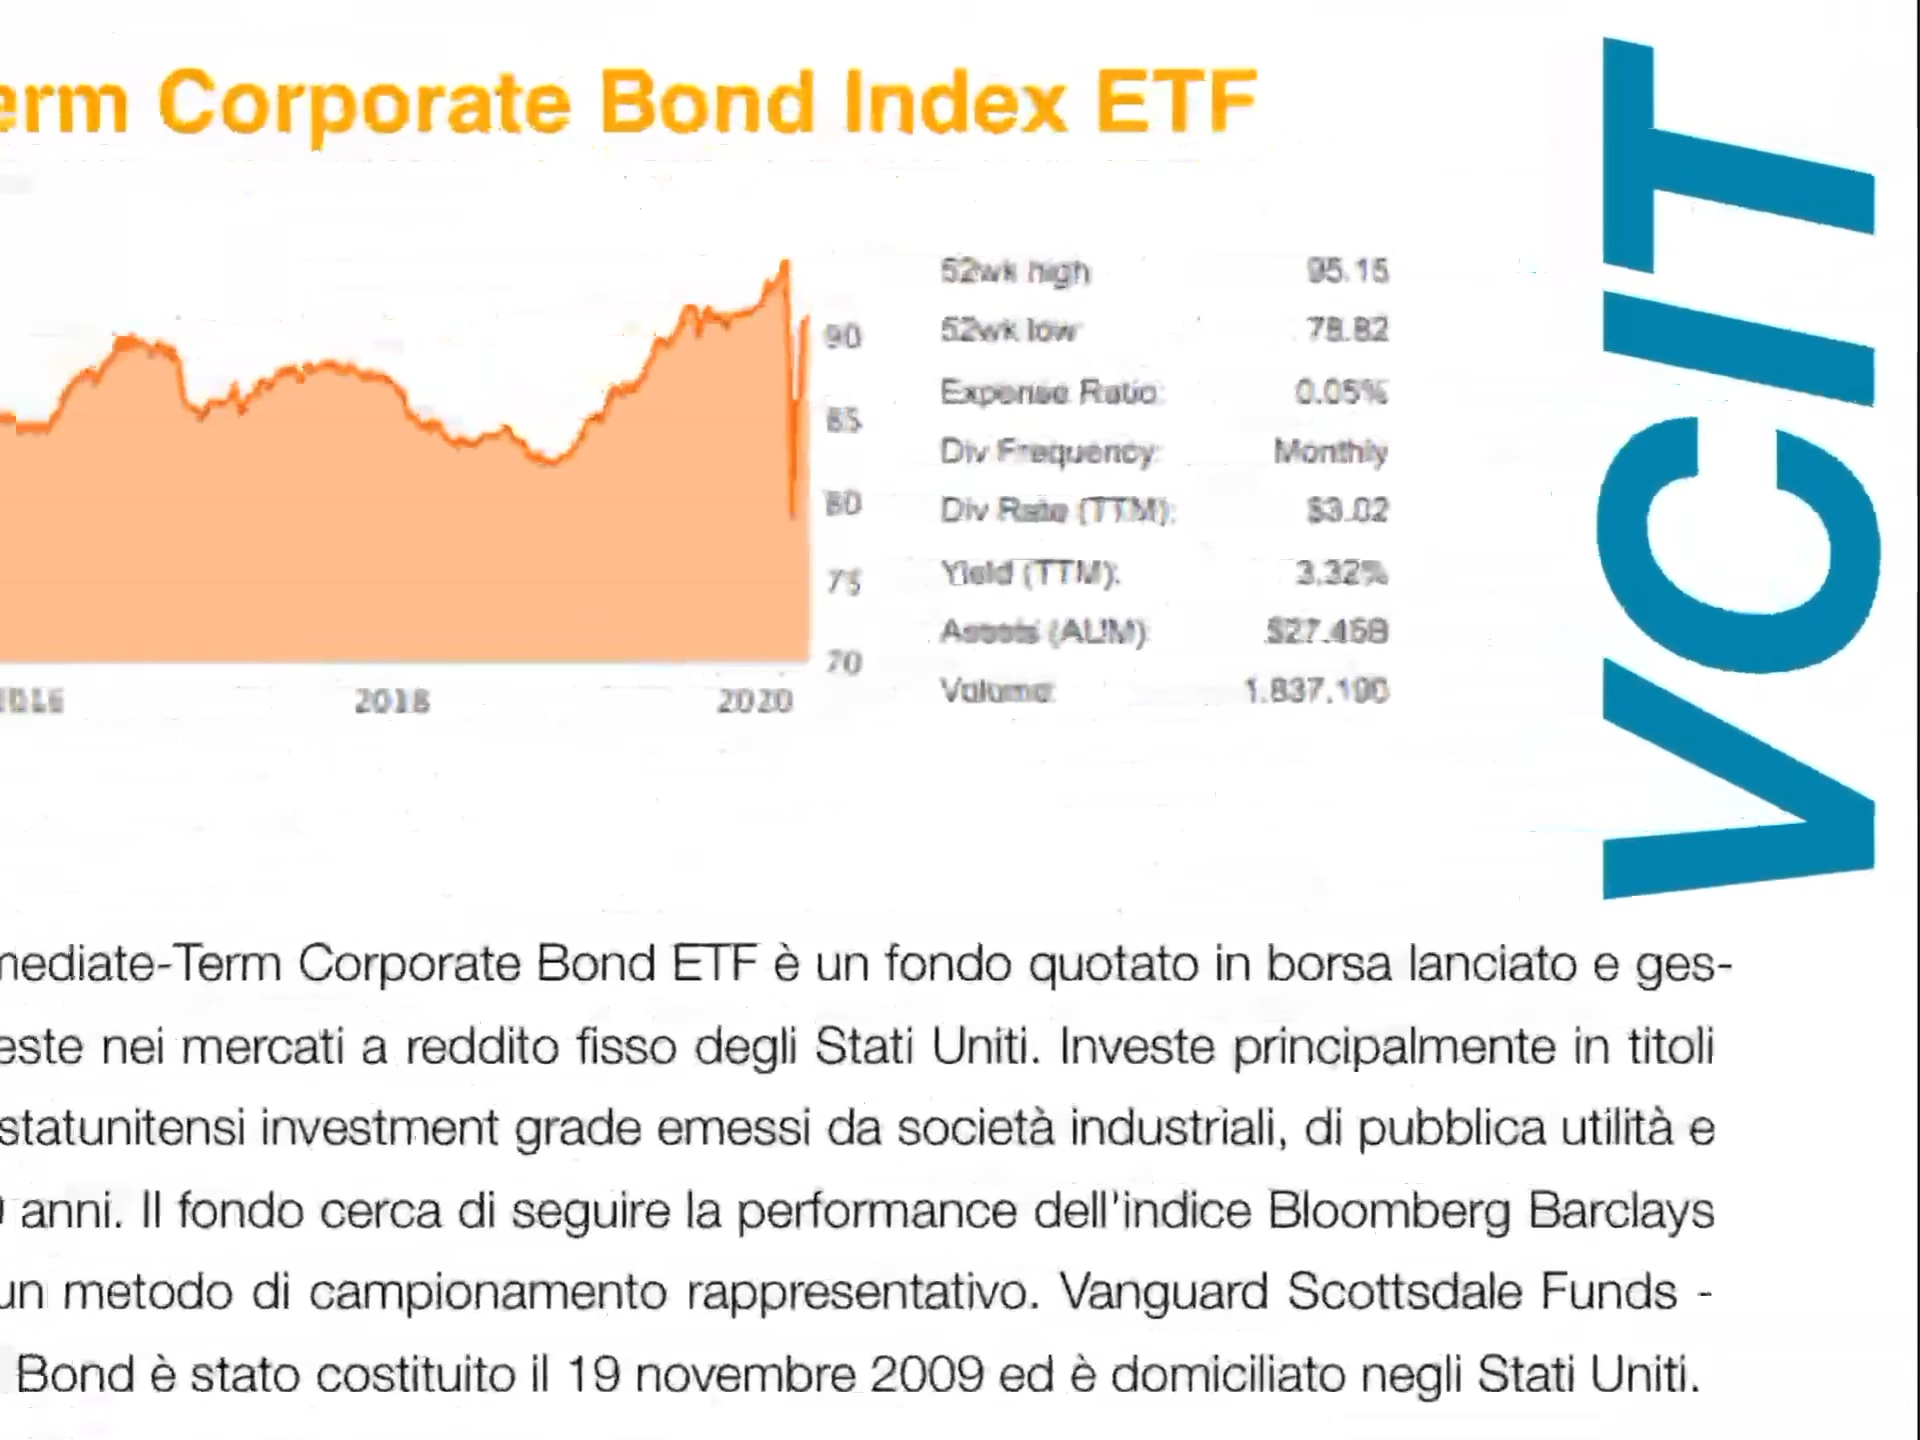 erm Corporate Bond Index ETF
VCIT
52wk high 95.15
52wk low 78.82
Expense Ratio: 0.05%
Div Frequency: Monthly
Div Rate (TTM): $3.02
Yield (TTM): 3.32%
Assets (AUM)
Volume: 1,837,100
90
85
80
75
70
2016 2018 2020
mediate-Term Corporate Bond ETF è un fondo quotato in borsa lanciato e ges-
este nei mercati a reddito fisso degli Stati Uniti. Investe principalmente in titoli
statunitensi investment grade emessi da società industriali, di pubblica utilità e
anni. Il fondo cerca di seguire la performance dell'indice Bloomberg Barclays
un metodo di campionamento rappresentativo. Vanguard Scottsdale Funds -
Bond è stato costituito il 19 novembre 2009 ed è domiciliato negli Stati Uniti.